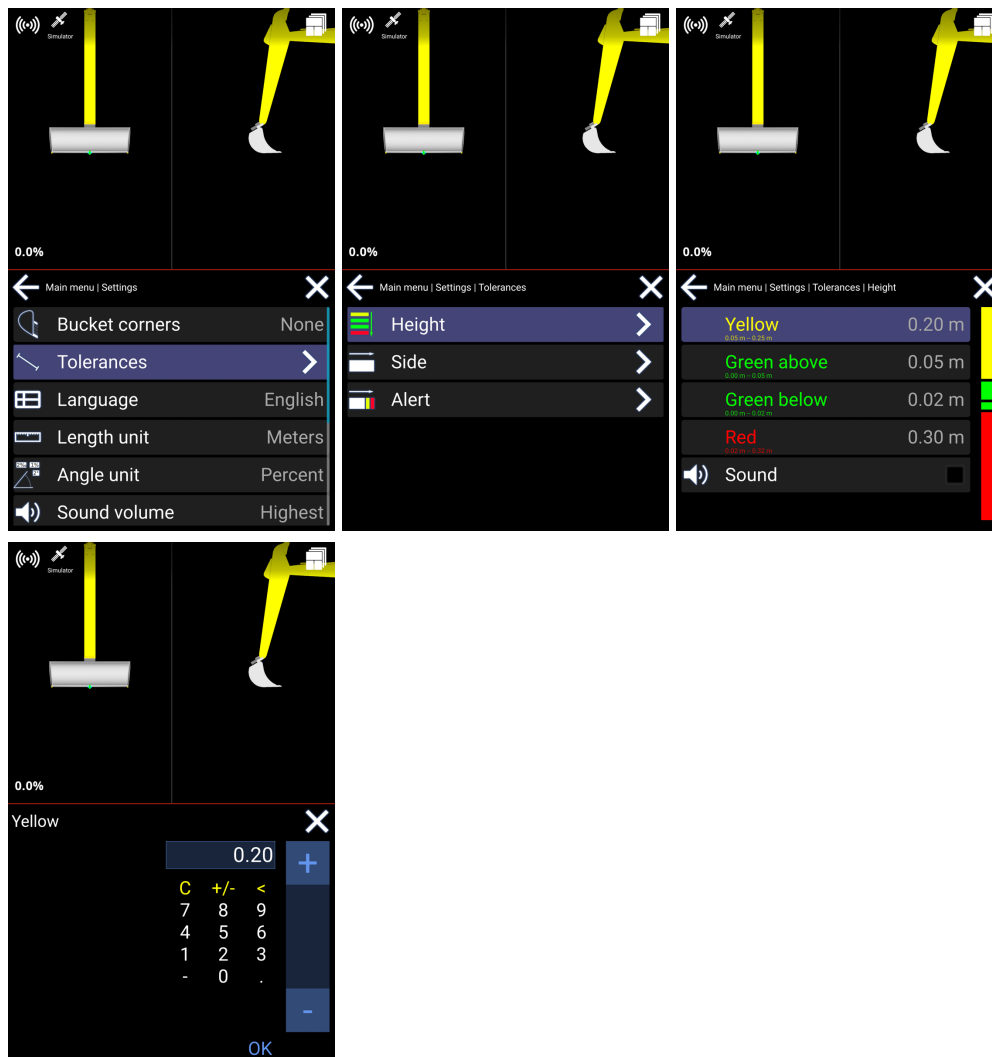 Simulator
0.0%
Main menu | Settings
Bucket corners None
Tolerances
Language English
Length unit Meters
Angle unit Percent
Sound volume Highest
Simulator
0.0%
Main menu | Settings | Tolerances
Height
Side
Alert
Simulator
0.0%
Main menu | Settings | Tolerances | Height
Yellow 0.20 m
0.05 m – 0.25 m
Green above 0.05 m
0.00 m – 0.05 m
Green below 0.02 m
0.00 m – 0.02 m
Red 0.30 m
0.02 m – 0.32 m
Sound
Simulator
0.0%
Yellow
0.20
+
C +/- <
7 8 9
4 5 6
1 2 3
- 0 .
-
OK